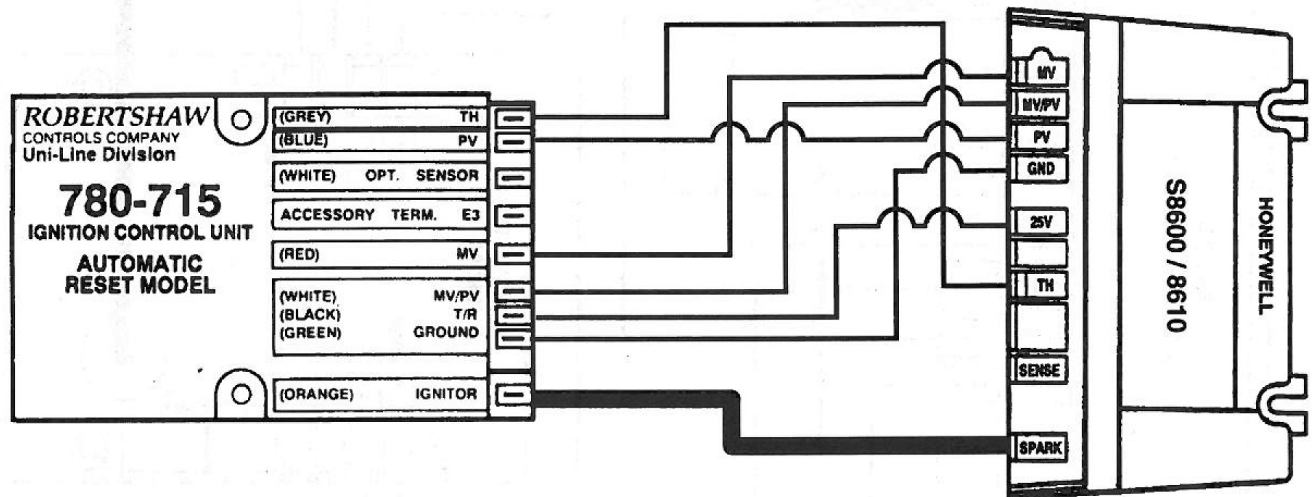 ROBERTSHAW
CONTROLS COMPANY
Uni-Line Division
780-715
IGNITION CONTROL UNIT
AUTOMATIC
RESET MODEL
(GREY) TH
(BLUE) PV
(WHITE) OPT. SENSOR
ACCESSORY TERM. E3
(RED) MV
(WHITE) MV/PV
(BLACK) T/R
(GREEN) GROUND
(ORANGE) IGNITOR
MV
MV/PV
PV
GND
25V
TH
SENSE
SPARK
S8600 / 8610
HONEYWELL